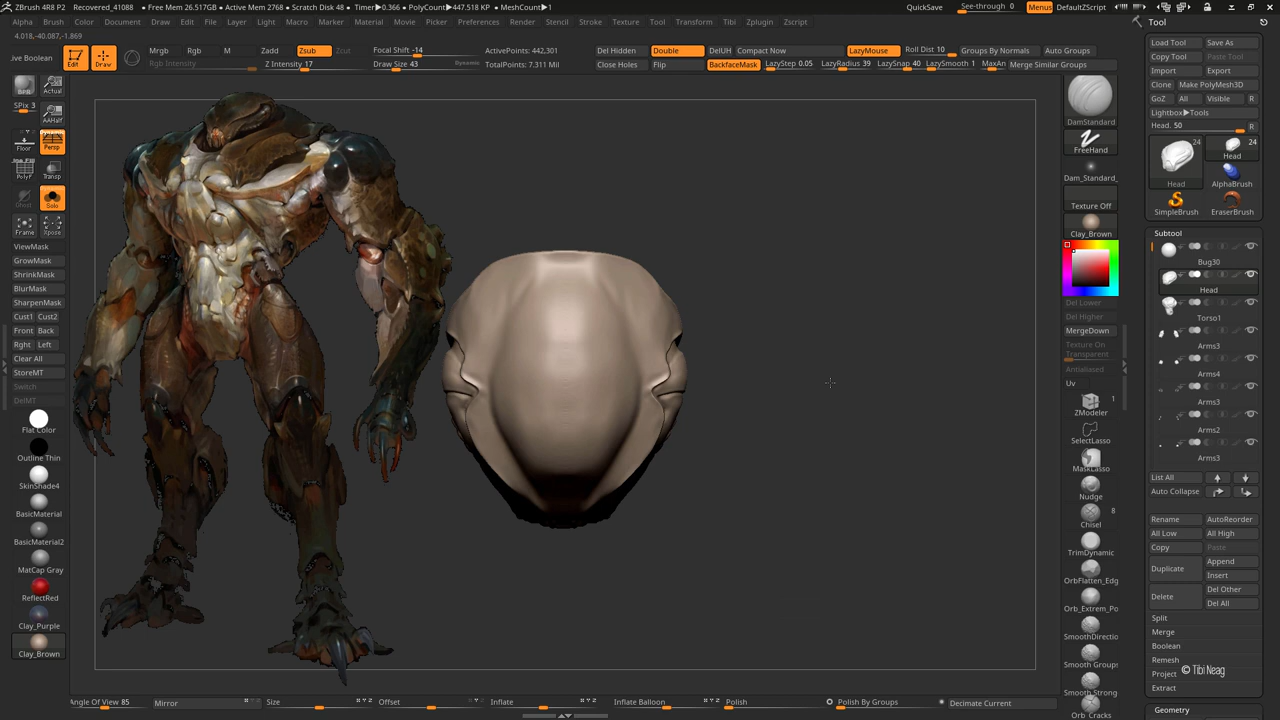 ZBrush 4R8 P2 Recovered_41088 • Free Mem 26.517GB • Active Mem 2768 • Scratch Disk 48 • Timer▶0.366 • PolyCount▶447.518 KP • MeshCount▶1 QuickSave See-through 0 Menus DefaultZScript
Alpha Brush Color Document Draw Edit File Layer Light Macro Marker Material Movie Picker Preferences Render Stencil Stroke Texture Tool Transform Tibi Zplugin Zscript
Tool
4.018,-40.087,-1.869
Load Tool Save As
ive Boolean Edit Draw Mrgb Rgb M Zadd Zsub Zcut Focal Shift -14 ActivePoints: 442,301 Del Hidden Double DelUH Compact Now LazyMouse Roll Dist 10 Groups By Normals Auto Groups
Copy Tool Paste Tool
Rgb Intensity Z Intensity 17 Draw Size 43 Dynamic TotalPoints: 7,311 Mil Close Holes Flip BackfaceMask LazyStep 0.05 LazyRadius 39 LazySnap 40 LazySmooth 1 MaxAn Merge Similar Groups
Import Export
Clone Make PolyMesh3D
BPR Actual
GoZ All Visible R
SPix 3 AAHalf
Lightbox▶Tools
Head. 50 R
DamStandard
Floor Persp
FreeHand
24 24
Head
PolyF Transp
Dam_Standard_
Head AlphaBrush
Ghost Solo
Texture Off
SimpleBrush EraserBrush
Frame Xpose
Clay_Brown
Subtool
ViewMask
Bug30
GrowMask
ShrinkMask
Head
BlurMask
SharpenMask
Del Lower
Cust1 Cust2
Del Higher
Torso1
Front Back
MergeDown
Rght Left
Texture On
Arms3
Clear All
Transparent
StoreMT
Antialiased
Arms4
Switch
Uv
DelMT
ZModeler 1
Arms3
Flat Color
SelectLasso
Arms2
Outline Thin
MaskLasso
Arms3
SkinShade4
Nudge
List All
Auto Collapse
BasicMaterial
Chisel 8
Rename AutoReorder
BasicMaterial2
All Low All High
TrimDynamic
Copy Paste
MatCap Gray
Duplicate Append
Insert
OrbFlatten_Edg
Delete Del Other
ReflectRed
Del All
Orb_Extrem_Po
Split
Clay_Purple
Merge
SmoothDirectio
Boolean
Clay_Brown
Remesh
Smooth Groups
Project
© Tibi Neag
Smooth Strong
Extract
Angle Of View 85 Mirror Size Offset Inflate Inflate Balloon Polish Polish By Groups Decimate Current
Orb_Cracks
Geometry